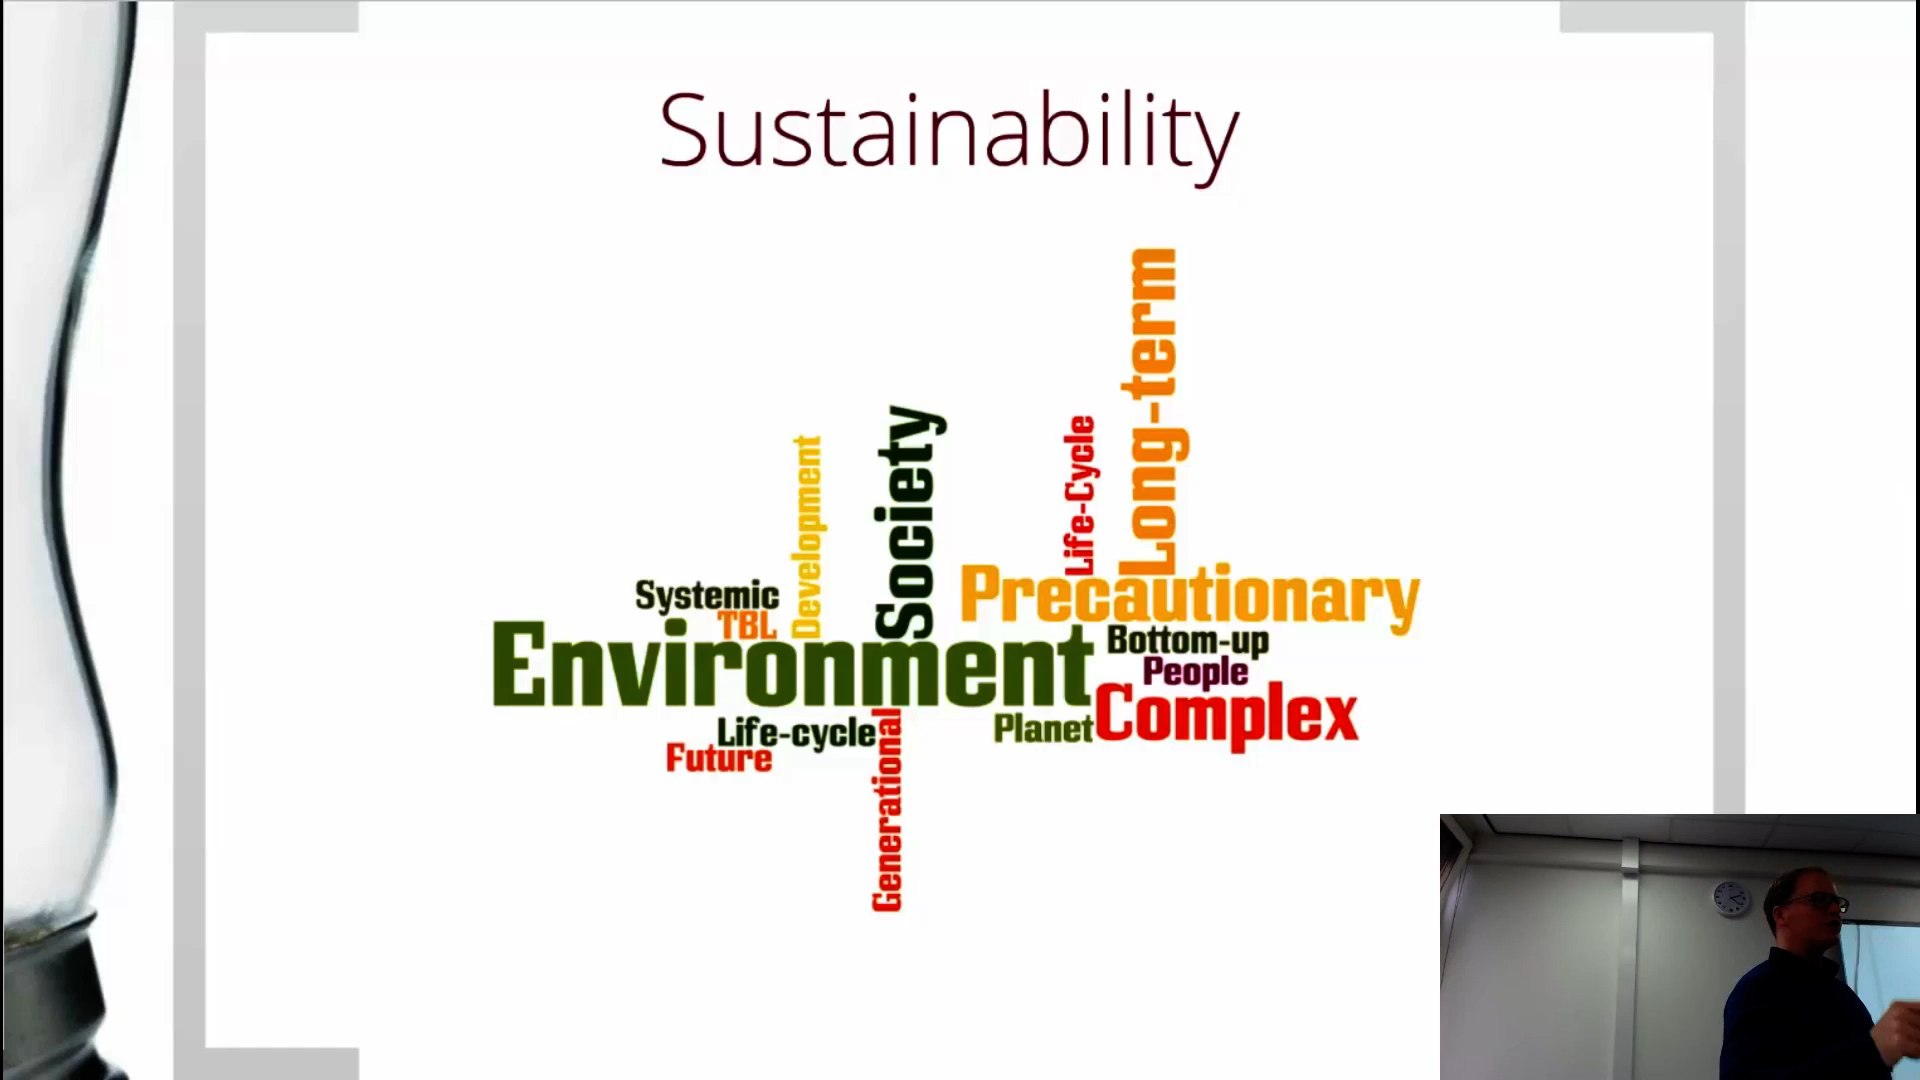 Sustainability
Long-term
Society
Life-Cycle
Development
Precautionary
Systemic
TBL
Environment
Bottom-up
People
Complex
Planet
Life-cycle
Future
Generational